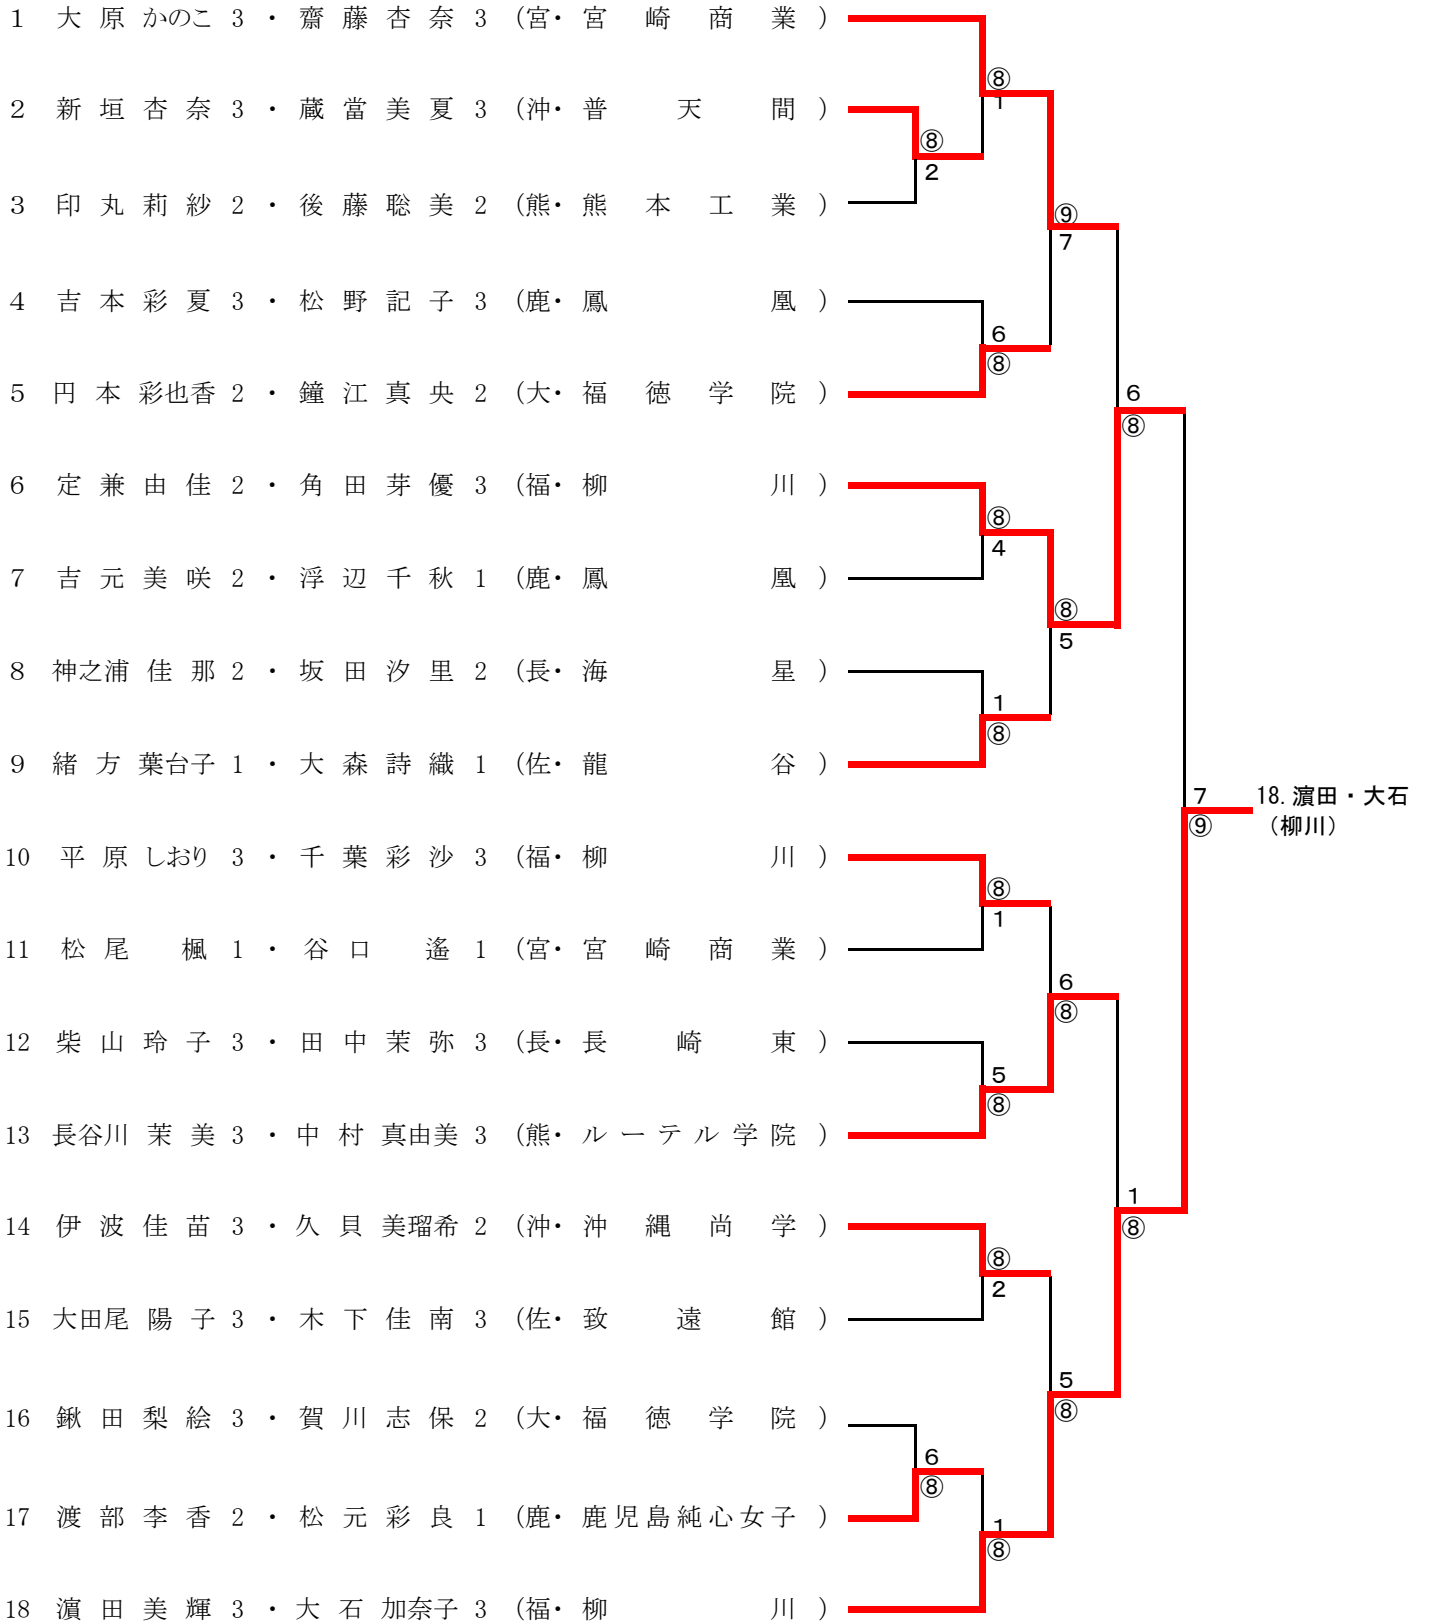 1 大原 かのこ 3 ・ 齋藤杏奈 3 (宮・宮崎商業)
⑧
1
2 新垣杏奈 3 ・ 蔵當美夏 3 (沖・普天間)
⑧
2
3 印丸莉紗 2 ・ 後藤聡美 2 (熊・熊本工業)
⑨
7
4 吉本彩夏 3 ・ 松野記子 3 (鹿・鳳凰)
6
⑧
5 円本 彩也香 2 ・ 鐘江真央 2 (大・福徳学院)
6
⑧
6 定兼由佳 2 ・ 角田芽優 3 (福・柳川)
⑧
4
7 吉元美咲 2 ・ 浮辺千秋 1 (鹿・鳳凰)
⑧
5
8 神之浦 佳那 2 ・ 坂田汐里 2 (長・海星)
1
⑧
9 緒方 葉台子 1 ・ 大森詩織 1 (佐・龍谷)
7
⑨
18. 濵田・大石
(柳川)
10 平原 しおり 3 ・ 千葉彩沙 3 (福・柳川)
⑧
1
11 松尾 楓 1 ・ 谷口 遙 1 (宮・宮崎商業)
6
⑧
12 柴山玲子 3 ・ 田中茉弥 3 (長・長崎東)
5
⑧
13 長谷川 茉美 3 ・ 中村 真由美 3 (熊・ルーテル学院)
1
⑧
14 伊波佳苗 3 ・ 久貝 美瑠希 2 (沖・沖縄尚学)
⑧
2
15 大田尾 陽子 3 ・ 木下佳南 3 (佐・致遠館)
5
⑧
16 鍬田梨絵 3 ・ 賀川志保 2 (大・福徳学院)
6
⑧
17 渡部李香 2 ・ 松元彩良 1 (鹿・鹿児島純心女子)
1
⑧
18 濵田美輝 3 ・ 大石 加奈子 3 (福・柳川)